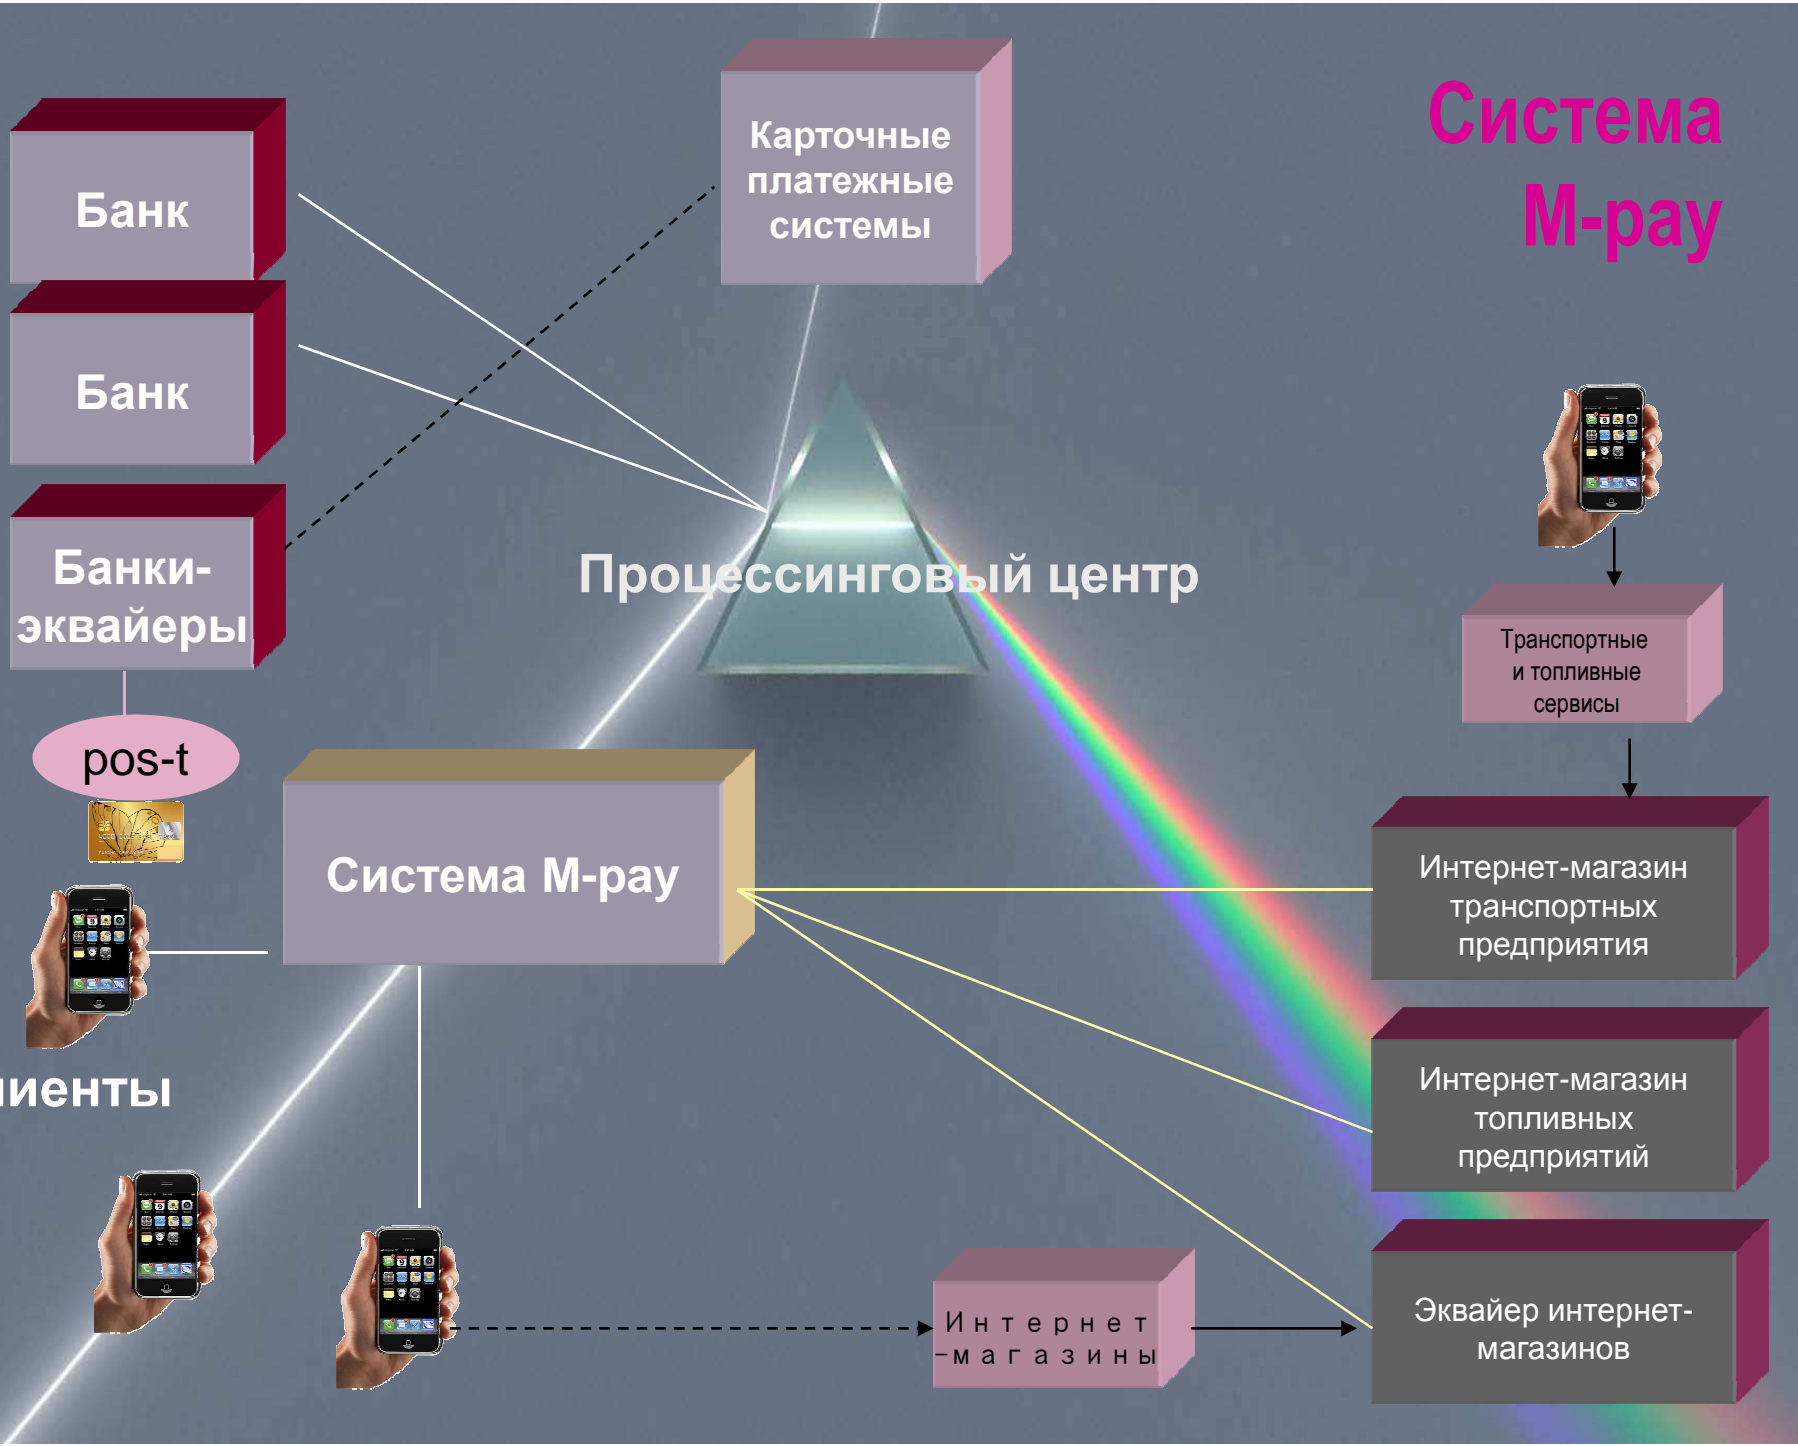 Система
M-pay
Карточные
платежные
системы
Банк
Банк
Банки-
эквайеры
Процессинговый центр
Транспортные
и топливные
сервисы
pos-t
Система M-pay
Интернет-магазин
транспортных
предприятия
Интернет-магазин
топливных
предприятий
иенты
Интернет
-магазины
Эквайер интернет-
магазинов